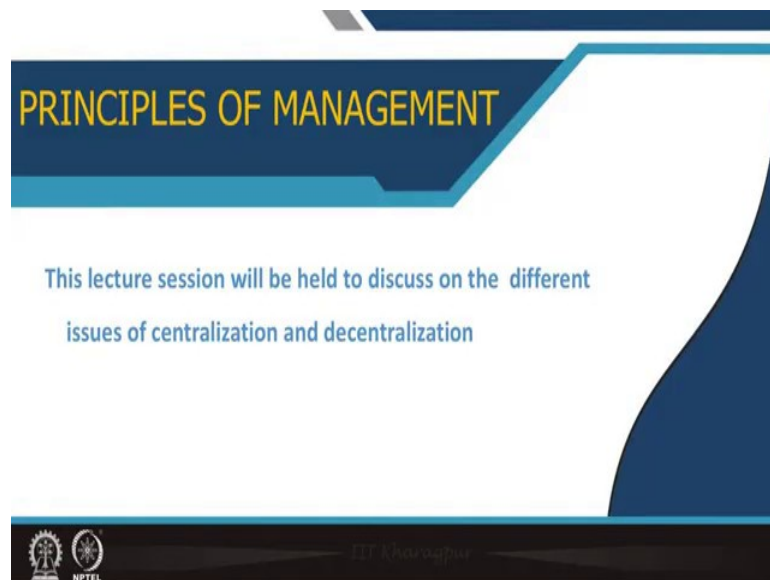 PRINCIPLES OF MANAGEMENT
This lecture session will be held to discuss on the different
issues of centralization and decentralization
IIT Kharagpur
NPTEL